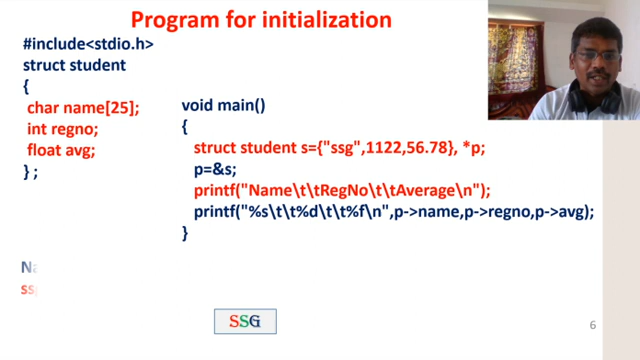 Program for initialization
#include<stdio.h>
struct student
{
char name[25];
int regno;
float avg;
} ;
void main()
{
struct student s={"ssg",1122,56.78}, *p;
p=&s;
printf("Name\t\tRegNo\t\tAverage\n");
printf("%s\t\t%d\t\t%f\n",p->name,p->regno,p->avg);
}
SSG
6